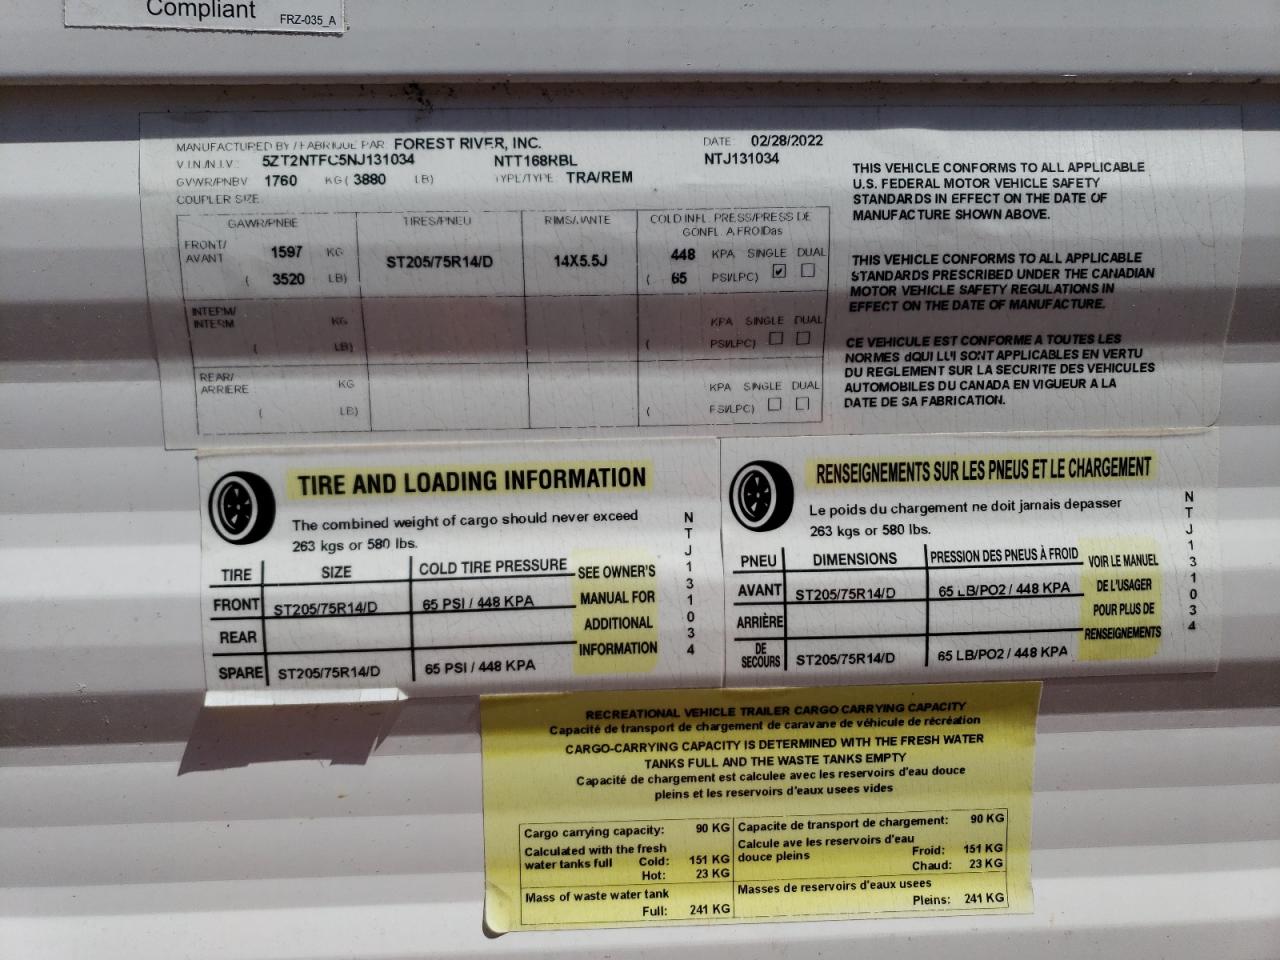 Compliant
FRZ-035_A
MANUFACTURED BY / FABRIQUE PAR FOREST RIVER, INC. DATE: 02/28/2022
V.I.N./N.I.V.: 5ZT2NTFC5NJ131034 NTT168RBL NTJ131034
GVWR/PNBV 1760 KG ( 3880 LB) TYPE/TYPE TRA/REM
COUPLER SIZE
GAWR/PNBE TIRES/PNEU RIMS/JANTE COLD INFL. PRESS/PRESS DE
GONFL. A FROIDas
FRONT/
AVANT 1597 KG ST205/75R14/D 14X5.5J 448 KPA SINGLE DUAL
( 3520 LB) ( 65 PSI/LPC) ✔
INTERM/
INTERM KG KPA SINGLE DUAL
( LB) ( PSI/LPC)
REAR/
ARRIERE KG KPA SINGLE DUAL
( LB) ( PSI/LPC)
THIS VEHICLE CONFORMS TO ALL APPLICABLE
U.S. FEDERAL MOTOR VEHICLE SAFETY
STANDARDS IN EFFECT ON THE DATE OF
MANUFACTURE SHOWN ABOVE.
THIS VEHICLE CONFORMS TO ALL APPLICABLE
STANDARDS PRESCRIBED UNDER THE CANADIAN
MOTOR VEHICLE SAFETY REGULATIONS IN
EFFECT ON THE DATE OF MANUFACTURE.
CE VEHICULE EST CONFORME A TOUTES LES
NORMES dQUI LUI SONT APPLICABLES EN VERTU
DU REGLEMENT SUR LA SECURITE DES VEHICULES
AUTOMOBILES DU CANADA EN VIGUEUR A LA
DATE DE SA FABRICATION.
TIRE AND LOADING INFORMATION
The combined weight of cargo should never exceed
263 kgs or 580 lbs.
TIRE SIZE COLD TIRE PRESSURE
FRONT ST205/75R14/D 65 PSI / 448 KPA
REAR
SPARE ST205/75R14/D 65 PSI / 448 KPA
SEE OWNER'S
MANUAL FOR
ADDITIONAL
INFORMATION
NTJ131034
RENSEIGNEMENTS SUR LES PNEUS ET LE CHARGEMENT
Le poids du chargement ne doit jamais depasser
263 kgs or 580 lbs.
PNEU DIMENSIONS PRESSION DES PNEUS À FROID
AVANT ST205/75R14/D 65 LB/PO2 / 448 KPA
ARRIÈRE
DE
SECOURS ST205/75R14/D 65 LB/PO2 / 448 KPA
VOIR LE MANUEL
DE L'USAGER
POUR PLUS DE
RENSEIGNEMENTS
NTJ131034
RECREATIONAL VEHICLE TRAILER CARGO CARRYING CAPACITY
Capacité de transport de chargement de caravane de véhicule de récréation
CARGO-CARRYING CAPACITY IS DETERMINED WITH THE FRESH WATER
TANKS FULL AND THE WASTE TANKS EMPTY
Capacité de chargement est calculee avec les reservoirs d'eau douce
pleins et les reservoirs d'eaux usees vides
Cargo carrying capacity: 90 KG
Calculated with the fresh
water tanks full Cold: 151 KG
Hot: 23 KG
Mass of waste water tank
Full: 241 KG
Capacite de transport de chargement: 90 KG
Calcule ave les reservoirs d'eau
douce pleins Froid: 151 KG
Chaud: 23 KG
Masses de reservoirs d'eaux usees
Pleins: 241 KG